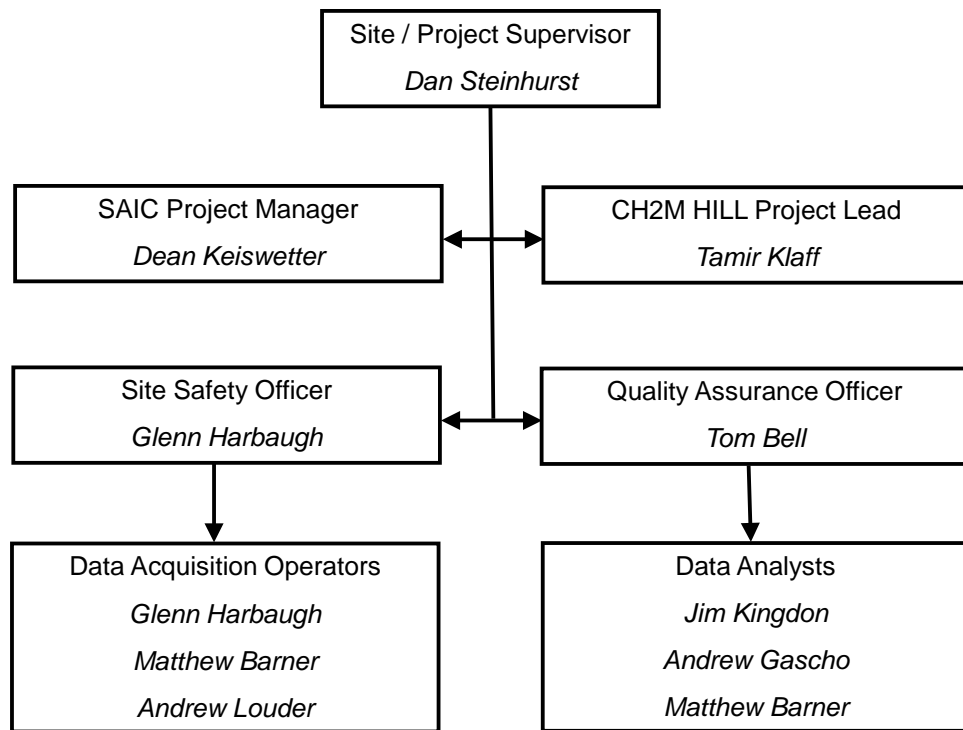 Site / Project Supervisor
Dan Steinhurst
SAIC Project Manager
Dean Keiswetter
CH2M HILL Project Lead
Tamir Klaff
Site Safety Officer
Glenn Harbaugh
Quality Assurance Officer
Tom Bell
Data Acquisition Operators
Glenn Harbaugh
Matthew Barner
Andrew Louder
Data Analysts
Jim Kingdon
Andrew Gascho
Matthew Barner